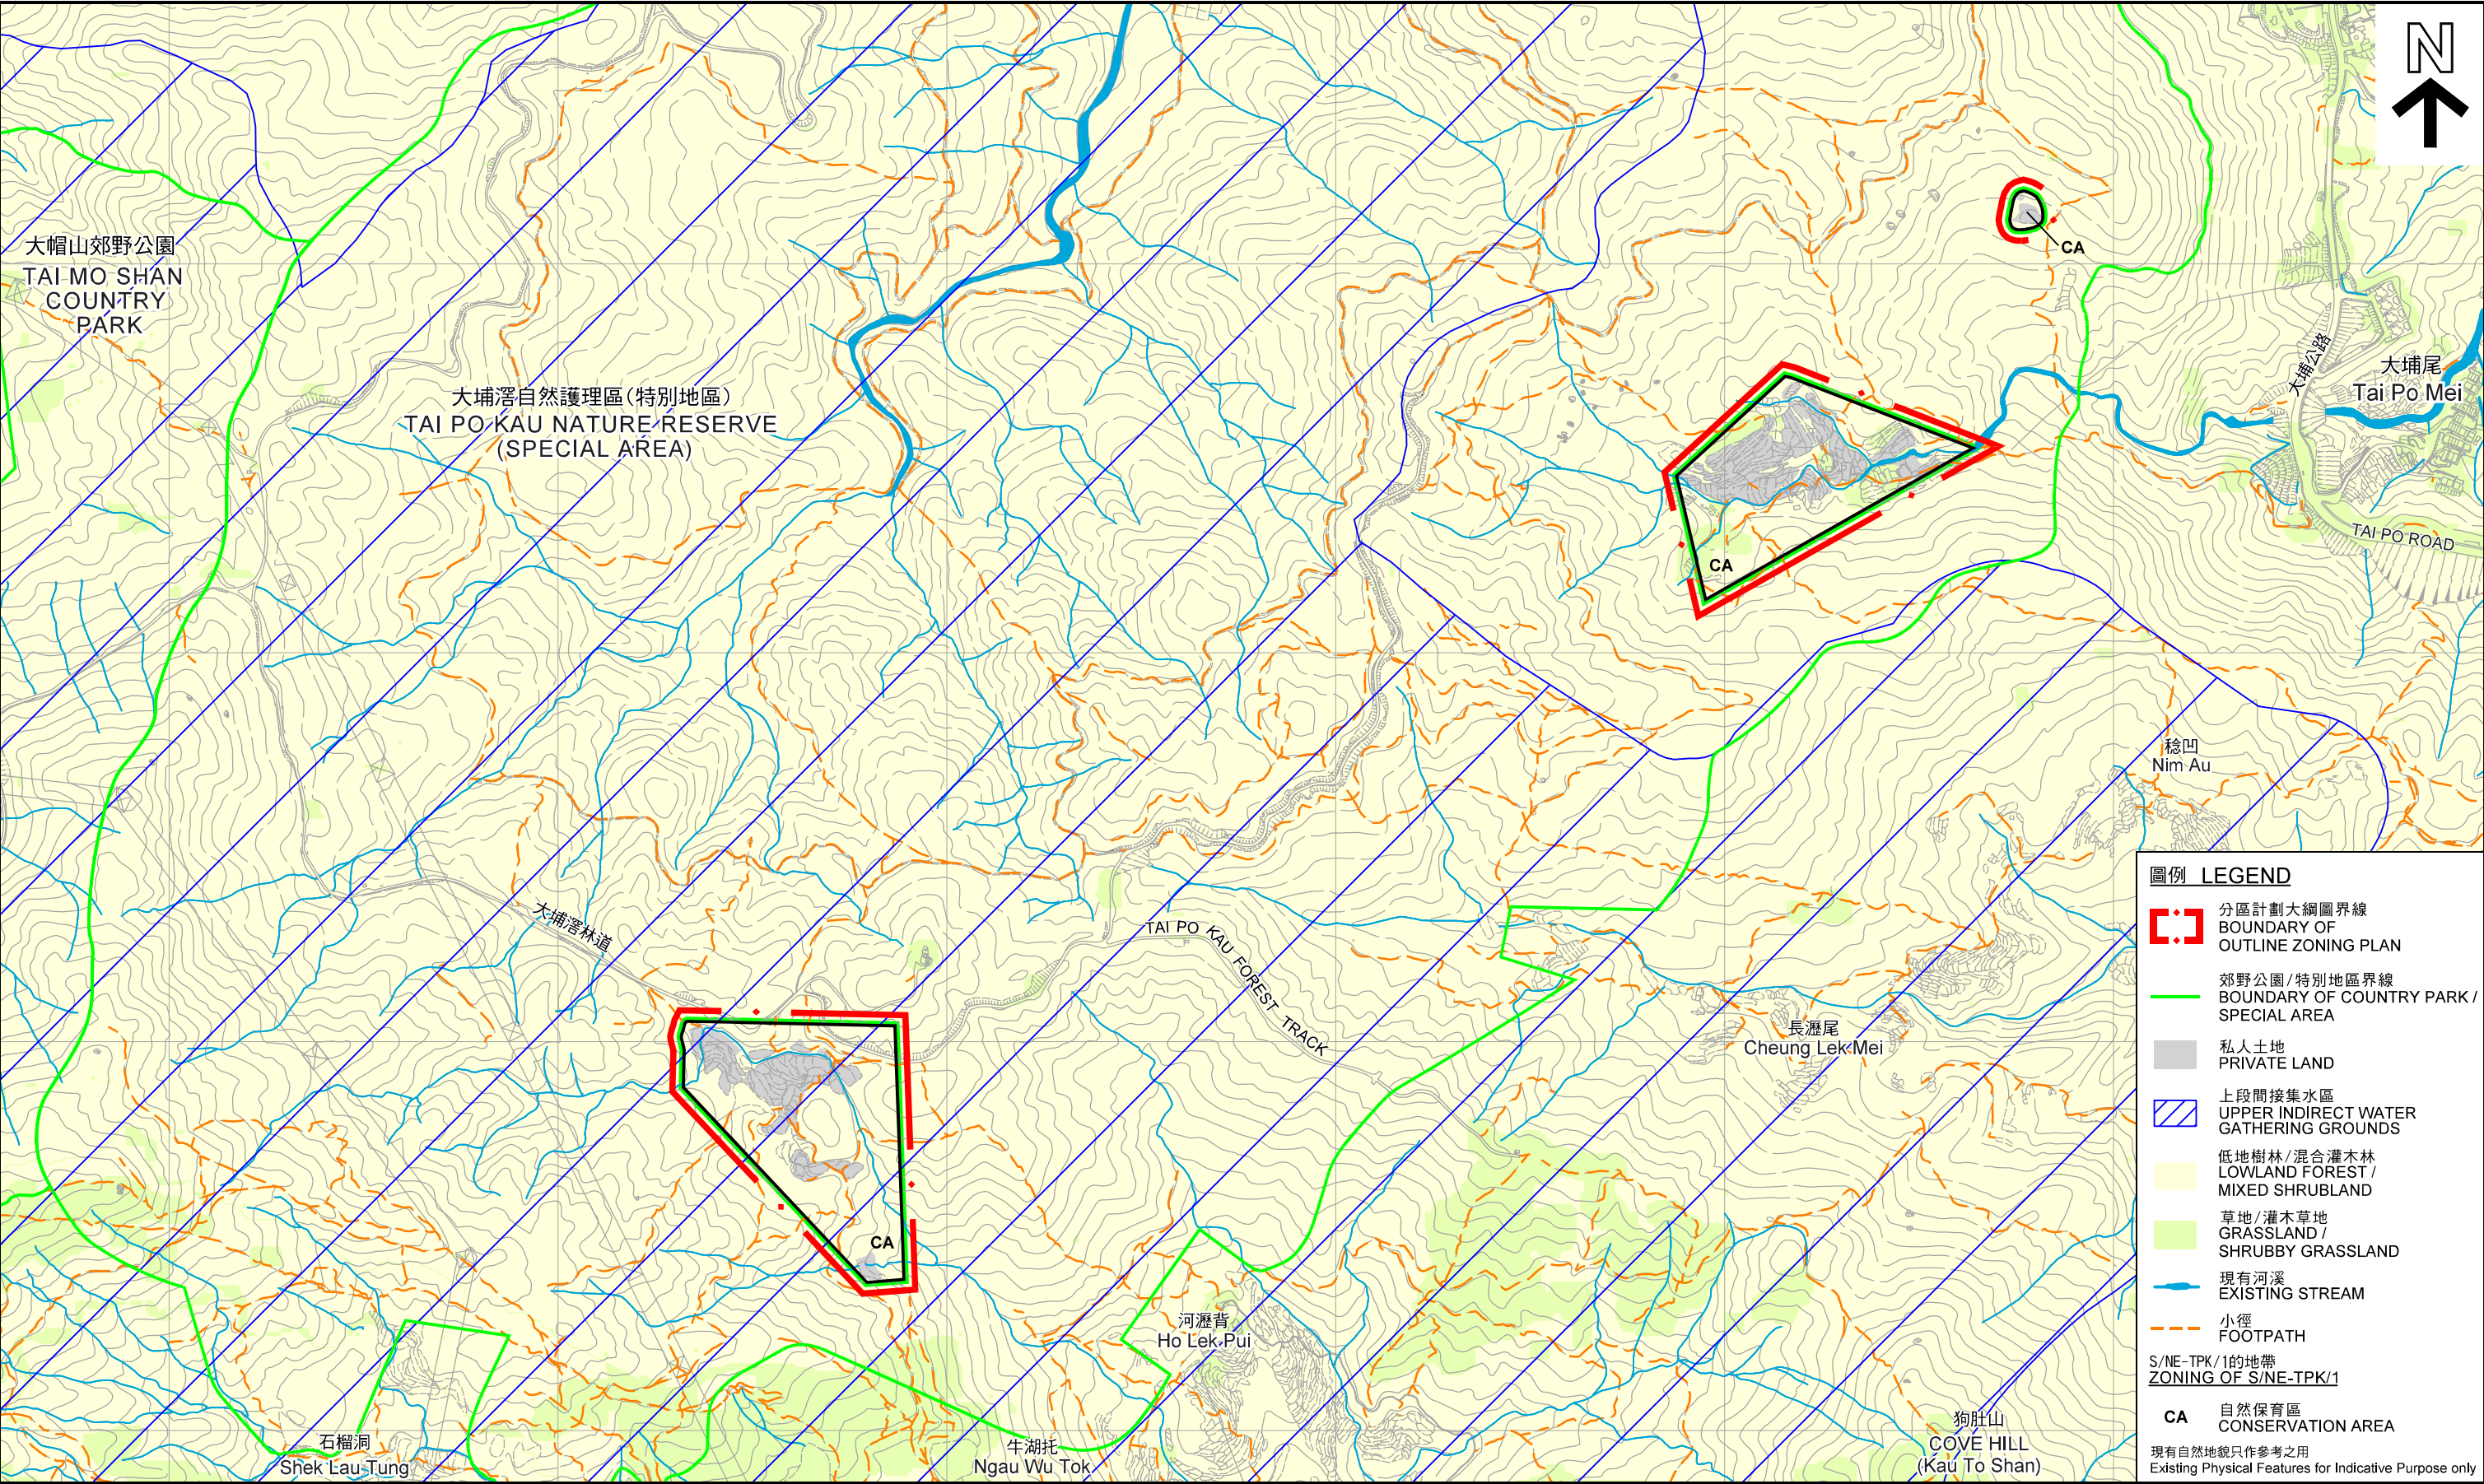 N
大帽山郊野公園
TAI MO SHAN
COUNTRY
PARK
大埔滘自然護理區(特別地區)
TAI PO KAU NATURE RESERVE
(SPECIAL AREA)
CA
大埔公路
大埔尾
Tai Po Mei
CA
TAI PO ROAD
稔凹
Nim Au
大埔滘林道
TAI PO KAU FOREST TRACK
長瀝尾
Cheung Lek Mei
CA
河瀝背
Ho Lek Pui
石榴洞
Shek Lau Tung
牛湖托
Ngau Wu Tok
狗肚山
COVE HILL
(Kau To Shan)
圖例 LEGEND
分區計劃大綱圖界線
BOUNDARY OF
OUTLINE ZONING PLAN
郊野公園/特別地區界線
BOUNDARY OF COUNTRY PARK /
SPECIAL AREA
私人土地
PRIVATE LAND
上段間接集水區
UPPER INDIRECT WATER
GATHERING GROUNDS
低地樹林/混合灌木林
LOWLAND FOREST /
MIXED SHRUBLAND
草地/灌木草地
GRASSLAND /
SHRUBBY GRASSLAND
現有河溪
EXISTING STREAM
小徑
FOOTPATH
S/NE-TPK/1的地帶
ZONING OF S/NE-TPK/1
CA 自然保育區
CONSERVATION AREA
現有自然地貌只作參考之用
Existing Physical Features for Indicative Purpose only